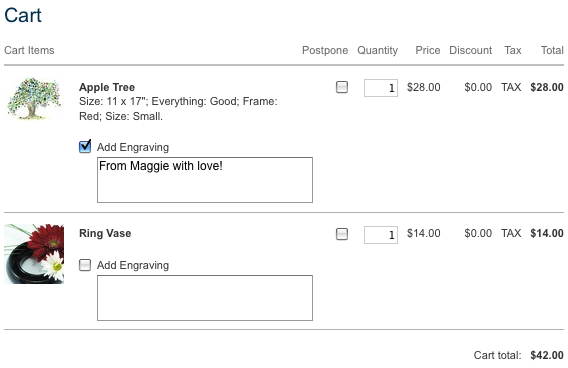 Cart
Cart Items Postpone Quantity Price Discount Tax Total
Apple Tree 1 $28.00 $0.00 TAX $28.00
Size: 11 x 17"; Everything: Good; Frame:
Red; Size: Small.
Add Engraving
From Maggie with love!
Ring Vase 1 $14.00 $0.00 TAX $14.00
Add Engraving
Cart total: $42.00